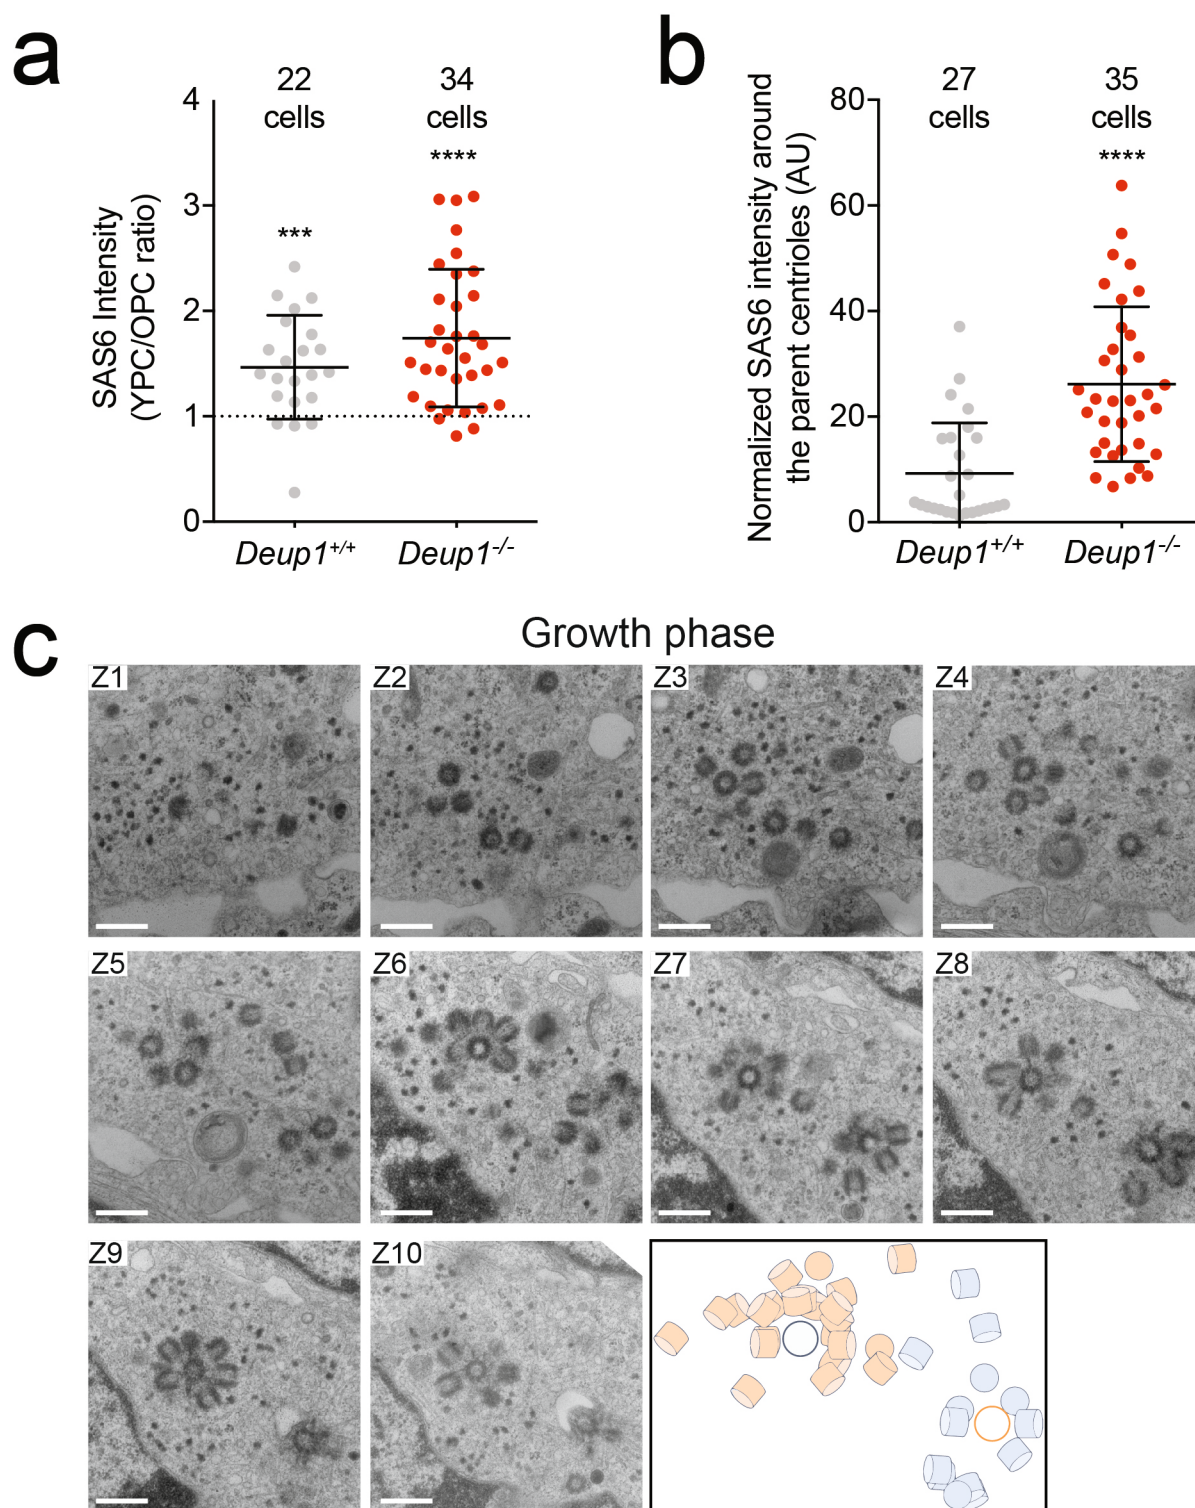 a
22
cells
34
cells
***
****
SAS6 Intensity
(YPC/OPC ratio)
4
3
2
1
0
Deup1+/+
Deup1-/-
b
27
cells
35
cells
****
Normalized SAS6 intensity around
the parent centrioles (AU)
80
60
40
20
0
Deup1+/+
Deup1-/-
c
Growth phase
Z1
Z2
Z3
Z4
Z5
Z6
Z7
Z8
Z9
Z10